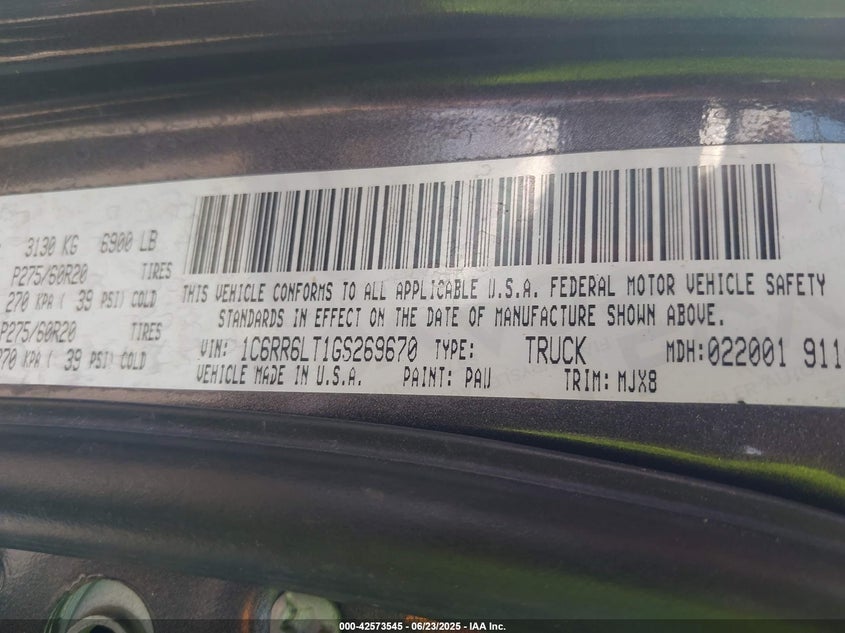 3130 KG 6900 LB
P275/60R20 TIRES
270 KPA ( 39 PSI) COLD
P275/60R20 TIRES
270 KPA ( 39 PSI) COLD
THIS VEHICLE CONFORMS TO ALL APPLICABLE U.S.A. FEDERAL MOTOR VEHICLE SAFETY
STANDARDS IN EFFECT ON THE DATE OF MANUFACTURE SHOWN ABOVE.
VIN: 1C6RR6LT1GS269670 TYPE: TRUCK MDH:022001 911
VEHICLE MADE IN U.S.A. PAINT: PAU TRIM: MJX8
000-42573545 - 06/23/2025 - IAA Inc.